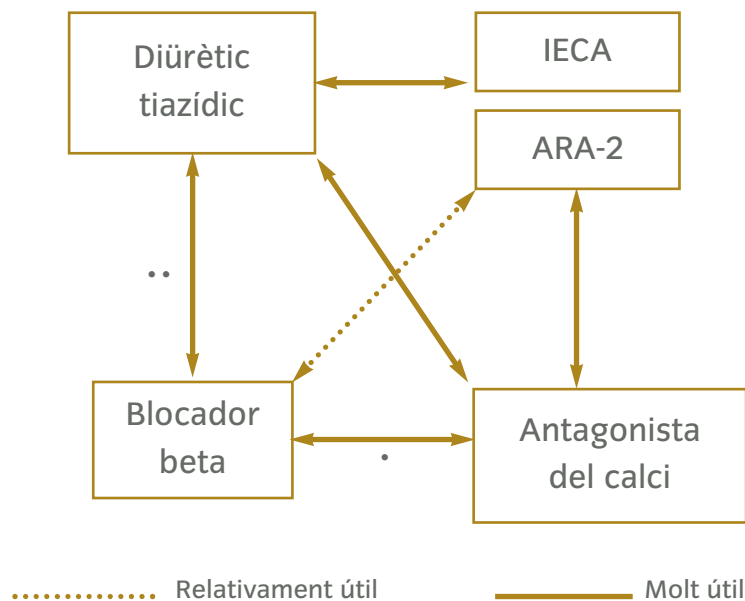 Diürètic
tiazídic
IECA
ARA-2
••
Blocador
beta
•
Antagonista
del calci
Relativament útil
Molt útil